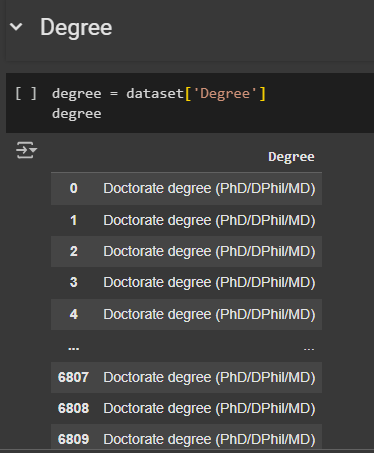 Degree
[ ] degree = dataset['Degree']
degree
Degree
0 Doctorate degree (PhD/DPhil/MD)
1 Doctorate degree (PhD/DPhil/MD)
2 Doctorate degree (PhD/DPhil/MD)
3 Doctorate degree (PhD/DPhil/MD)
4 Doctorate degree (PhD/DPhil/MD)
... ...
6807 Doctorate degree (PhD/DPhil/MD)
6808 Doctorate degree (PhD/DPhil/MD)
6809 Doctorate degree (PhD/DPhil/MD)